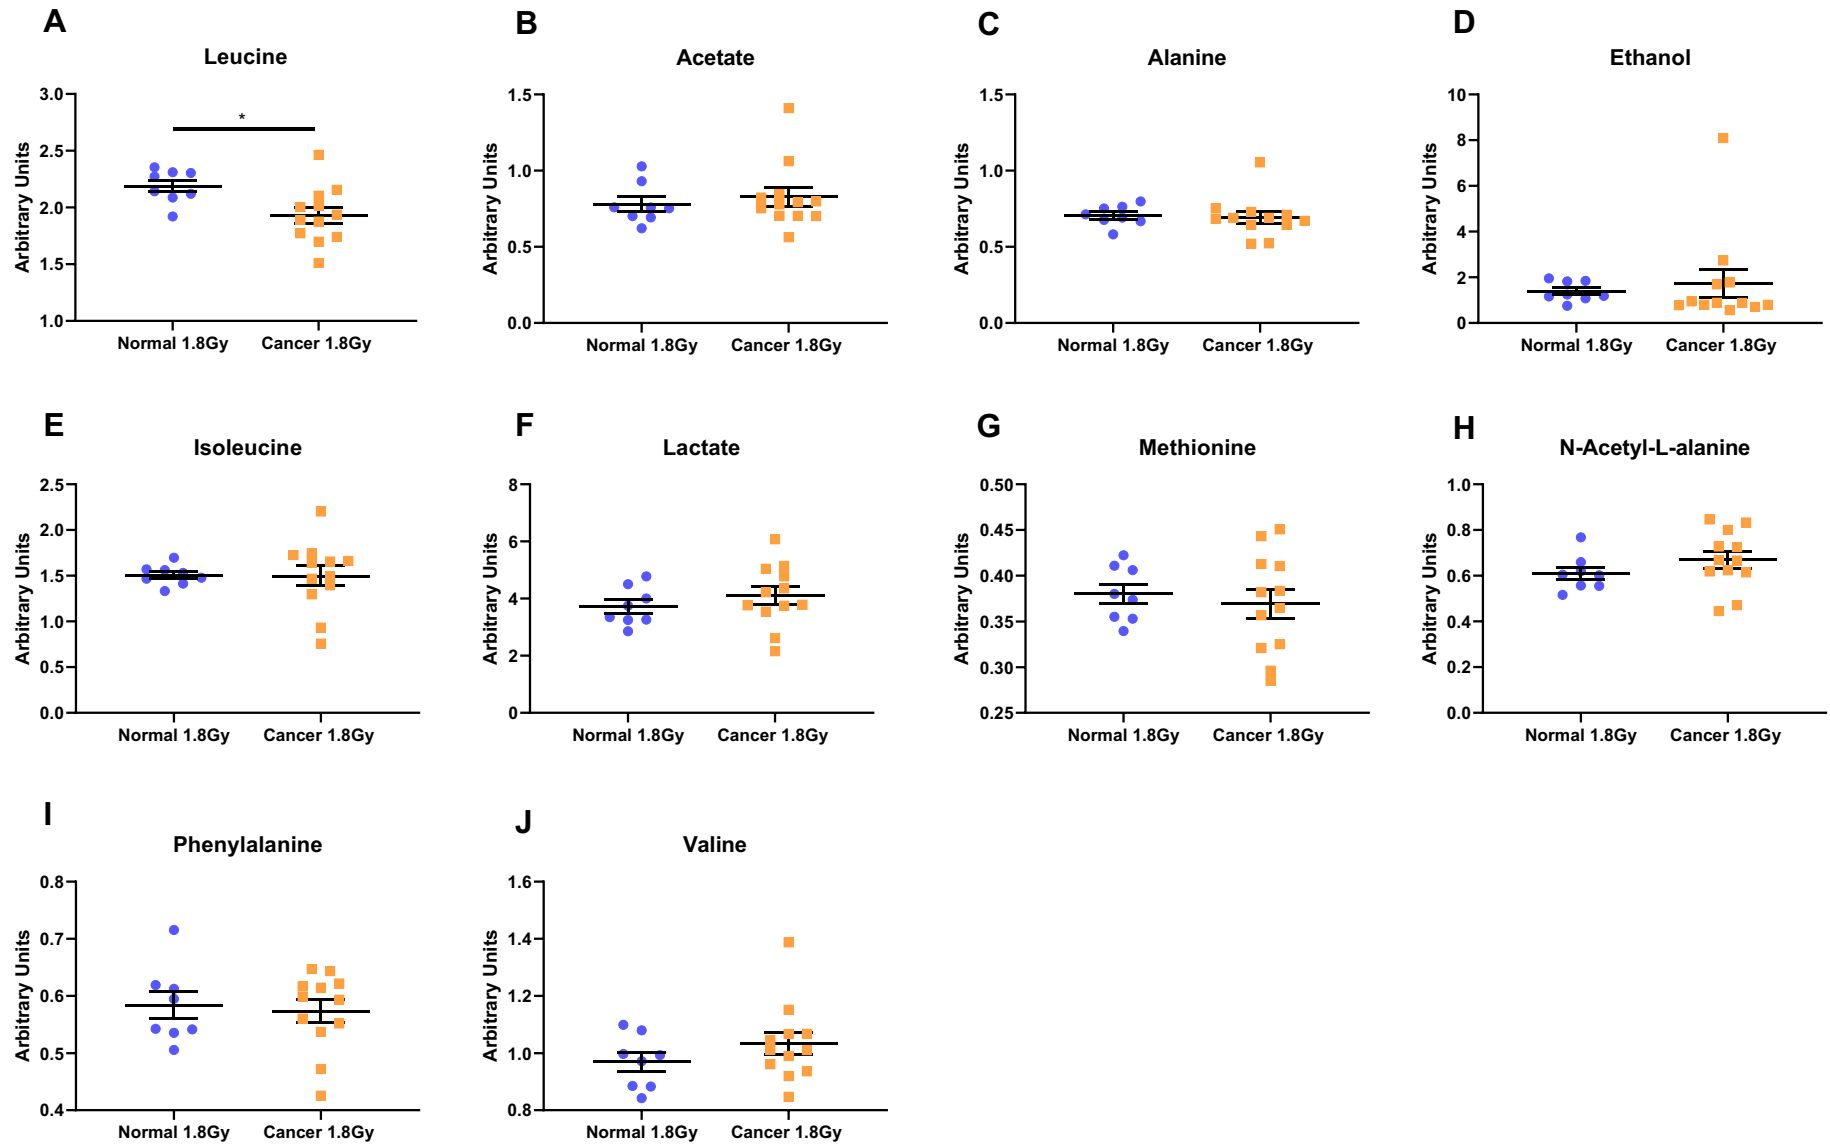 A
Leucine
Arbitrary Units
3.0
2.5
2.0
1.5
1.0
*
Normal 1.8Gy
Cancer 1.8Gy
B
Acetate
Arbitrary Units
1.5
1.0
0.5
0.0
Normal 1.8Gy
Cancer 1.8Gy
C
Alanine
Arbitrary Units
1.5
1.0
0.5
0.0
Normal 1.8Gy
Cancer 1.8Gy
D
Ethanol
Arbitrary Units
10
8
6
4
2
0
Normal 1.8Gy
Cancer 1.8Gy
E
Isoleucine
Arbitrary Units
2.5
2.0
1.5
1.0
0.5
0.0
Normal 1.8Gy
Cancer 1.8Gy
F
Lactate
Arbitrary Units
8
6
4
2
0
Normal 1.8Gy
Cancer 1.8Gy
G
Methionine
Arbitrary Units
0.50
0.45
0.40
0.35
0.30
0.25
Normal 1.8Gy
Cancer 1.8Gy
H
N-Acetyl-L-alanine
Arbitrary Units
1.0
0.8
0.6
0.4
0.2
0.0
Normal 1.8Gy
Cancer 1.8Gy
I
Phenylalanine
Arbitrary Units
0.8
0.7
0.6
0.5
0.4
Normal 1.8Gy
Cancer 1.8Gy
J
Valine
Arbitrary Units
1.6
1.4
1.2
1.0
0.8
Normal 1.8Gy
Cancer 1.8Gy